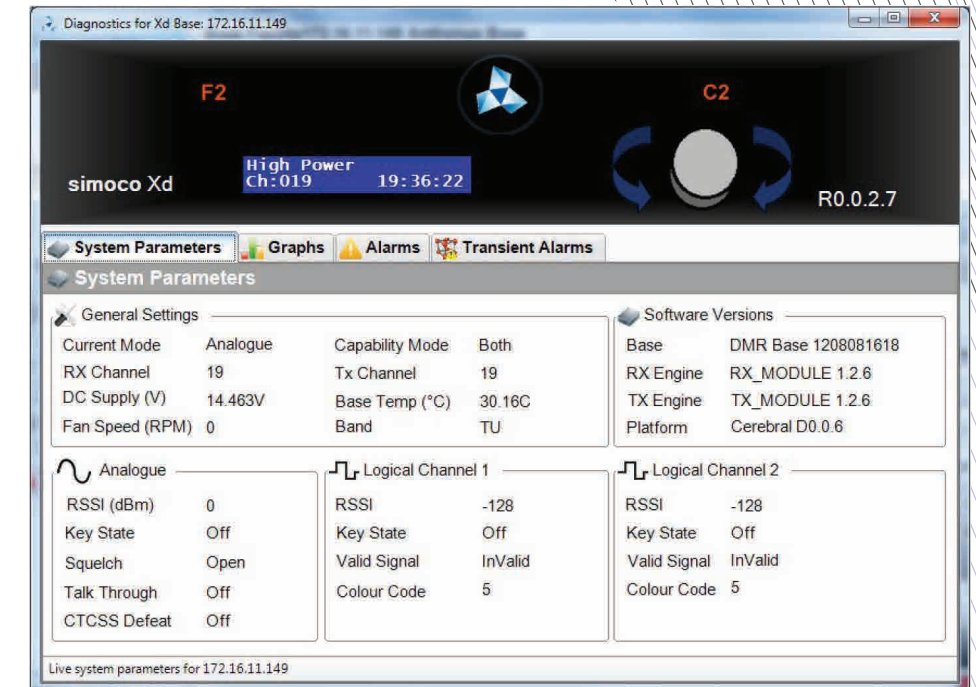 Diagnostics for Xd Base: 172.16.11.149
F2
C2
High Power
Ch:019 19:36:22
simoco Xd
R0.0.2.7
System Parameters Graphs Alarms Transient Alarms
System Parameters
General Settings
Current Mode Analogue Capability Mode Both
RX Channel 19 Tx Channel 19
DC Supply (V) 14.463V Base Temp (°C) 30.16C
Fan Speed (RPM) 0 Band TU
Software Versions
Base DMR Base 1208081618
RX Engine RX_MODULE 1.2.6
TX Engine TX_MODULE 1.2.6
Platform Cerebral D0.0.6
Analogue
RSSI (dBm) 0
Key State Off
Squelch Open
Talk Through Off
CTCSS Defeat Off
Logical Channel 1
RSSI -128
Key State Off
Valid Signal InValid
Colour Code 5
Logical Channel 2
RSSI -128
Key State Off
Valid Signal InValid
Colour Code 5
Live system parameters for 172.16.11.149